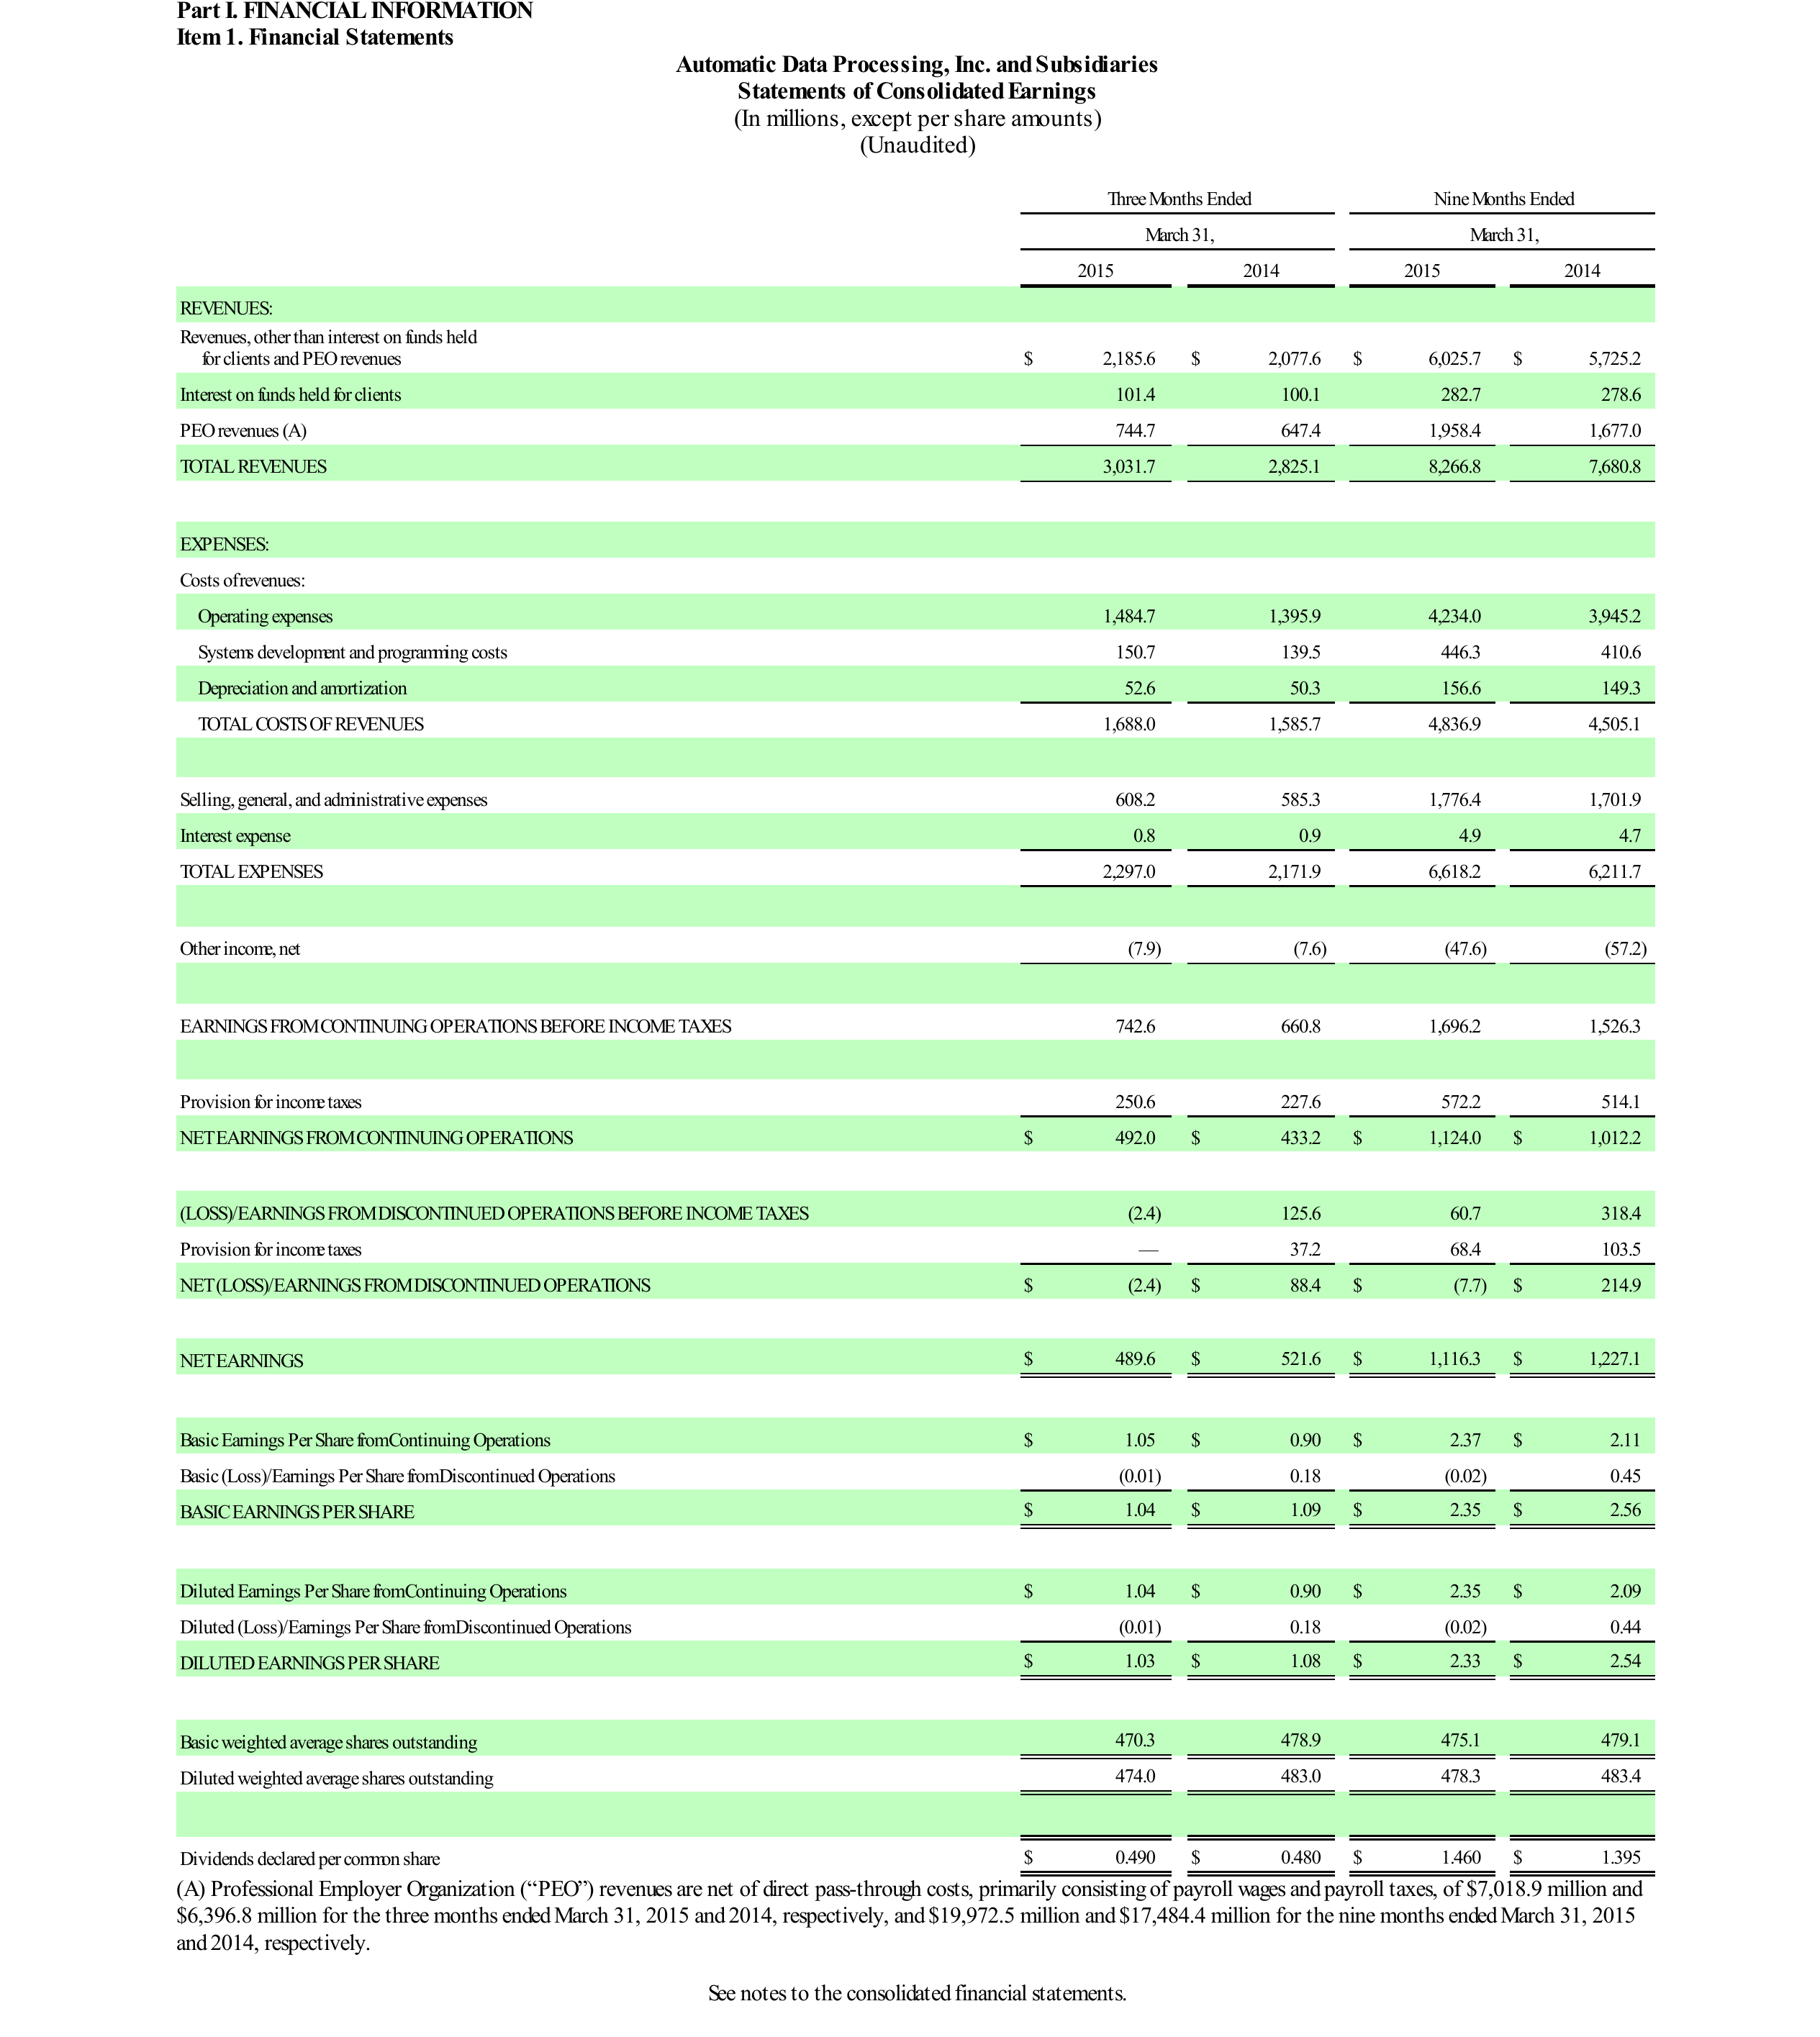 Part I. FINANCIAL INFORMATION
Item 1. Financial Statements
Automatic Data Processing, Inc. and Subsidiaries
Statements of Consolidated Earnings
(In millions, except per share amounts)
(Unaudited)
Three Months Ended Nine Months Ended
March 31, March 31,
2015 2014 2015 2014
REVENUES:
Revenues, other than interest on funds held
for clients and PEO revenues $ 2,185.6 $ 2,077.6 $ 6,025.7 $ 5,725.2
Interest on funds held for clients 101.4 100.1 282.7 278.6
PEO revenues (A) 744.7 647.4 1,958.4 1,677.0
TOTAL REVENUES 3,031.7 2,825.1 8,266.8 7,680.8
EXPENSES:
Costs of revenues:
Operating expenses 1,484.7 1,395.9 4,234.0 3,945.2
Systems development and programming costs 150.7 139.5 446.3 410.6
Depreciation and amortization 52.6 50.3 156.6 149.3
TOTAL COSTS OF REVENUES 1,688.0 1,585.7 4,836.9 4,505.1
Selling, general, and administrative expenses 608.2 585.3 1,776.4 1,701.9
Interest expense 0.8 0.9 4.9 4.7
TOTAL EXPENSES 2,297.0 2,171.9 6,618.2 6,211.7
Other income, net (7.9) (7.6) (47.6) (57.2)
EARNINGS FROM CONTINUING OPERATIONS BEFORE INCOME TAXES 742.6 660.8 1,696.2 1,526.3
Provision for income taxes 250.6 227.6 572.2 514.1
NET EARNINGS FROM CONTINUING OPERATIONS $ 492.0 $ 433.2 $ 1,124.0 $ 1,012.2
(LOSS)/EARNINGS FROM DISCONTINUED OPERATIONS BEFORE INCOME TAXES (2.4) 125.6 60.7 318.4
Provision for income taxes — 37.2 68.4 103.5
NET (LOSS)/EARNINGS FROM DISCONTINUED OPERATIONS $ (2.4) $ 88.4 $ (7.7) $ 214.9
NET EARNINGS $ 489.6 $ 521.6 $ 1,116.3 $ 1,227.1
Basic Earnings Per Share from Continuing Operations $ 1.05 $ 0.90 $ 2.37 $ 2.11
Basic (Loss)/Earnings Per Share from Discontinued Operations (0.01) 0.18 (0.02) 0.45
BASIC EARNINGS PER SHARE $ 1.04 $ 1.09 $ 2.35 $ 2.56
Diluted Earnings Per Share from Continuing Operations $ 1.04 $ 0.90 $ 2.35 $ 2.09
Diluted (Loss)/Earnings Per Share from Discontinued Operations (0.01) 0.18 (0.02) 0.44
DILUTED EARNINGS PER SHARE $ 1.03 $ 1.08 $ 2.33 $ 2.54
Basic weighted average shares outstanding 470.3 478.9 475.1 479.1
Diluted weighted average shares outstanding 474.0 483.0 478.3 483.4
Dividends declared per common share $ 0.490 $ 0.480 $ 1.460 $ 1.395
(A) Professional Employer Organization (“PEO”) revenues are net of direct pass-through costs, primarily consisting of payroll wages and payroll taxes, of $7,018.9 million and
$6,396.8 million for the three months ended March 31, 2015 and 2014, respectively, and $19,972.5 million and $17,484.4 million for the nine months ended March 31, 2015
and 2014, respectively.
See notes to the consolidated financial statements.